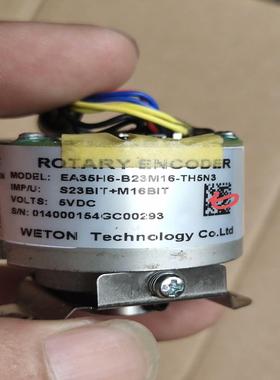 ROTARY ENCODER
MODEL: EA35H6-B23M16-TH5N3
IMP/U: S23BIT+M16BIT
VOLTS: 5VDC
S/N: 014000154GC00293
WETON Technology Co.Ltd